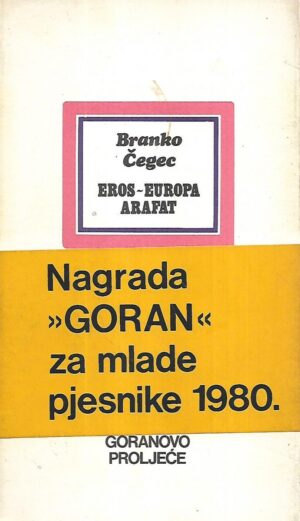 Branko
Čegec
EROS~EUROPA
ARAFAT
Nagrada
»GORAN«
za mlade
pjesnike 1980.
GORANOVO
PROLJEĆE